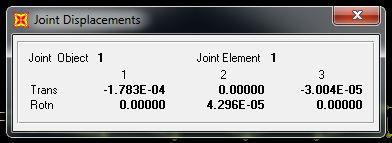 Joint Displacements
Joint Object 1 Joint Element 1
1 2 3
Trans -1.783E-04 0.00000 -3.004E-05
Rotn 0.00000 4.296E-05 0.00000